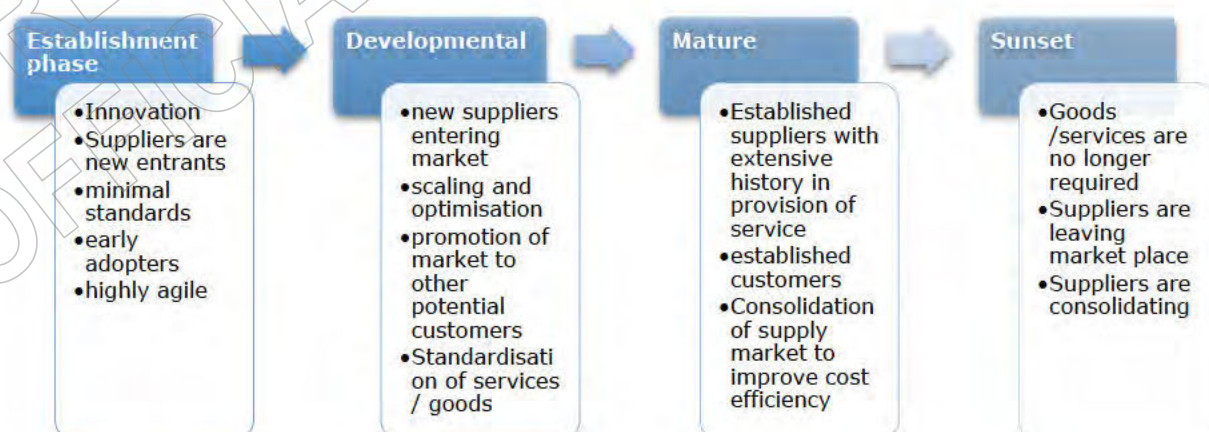 Establishment
phase
•Innovation
•Suppliers are
new entrants
•minimal
standards
•early
adopters
•highly agile
Developmental
•new suppliers
entering
market
•scaling and
optimisation
•promotion of
market to
other
potential
customers
•Standardisati
on of services
/ goods
Mature
•Established
suppliers with
extensive
history in
provision of
service
•established
customers
•Consolidation
of supply
market to
improve cost
efficiency
Sunset
•Goods
/services are
no longer
required
•Suppliers are
leaving
market place
•Suppliers are
consolidating